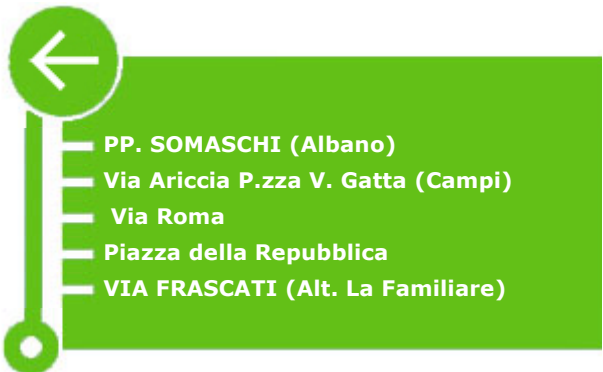 PP. SOMASCHI (Albano)
Via Ariccia P.zza V. Gatta (Campi)
Via Roma
Piazza della Repubblica
VIA FRASCATI (Alt. La Familiare)